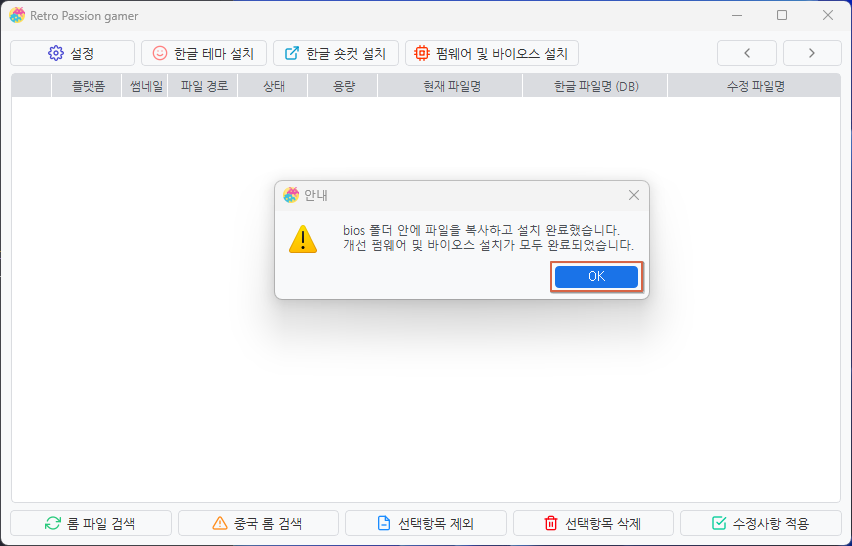 Retro Passion gamer
설정
한글 테마 설치
한글 숏컷 설치
펌웨어 및 바이오스 설치
플랫폼 썸네일 파일 경로 상태 용량 현재 파일명 한글 파일명 (DB) 수정 파일명
안내
bios 폴더 안에 파일을 복사하고 설치 완료했습니다.
개선 펌웨어 및 바이오스 설치가 모두 완료되었습니다.
OK
롬 파일 검색
중국 롬 검색
선택항목 제외
선택항목 삭제
수정사항 적용